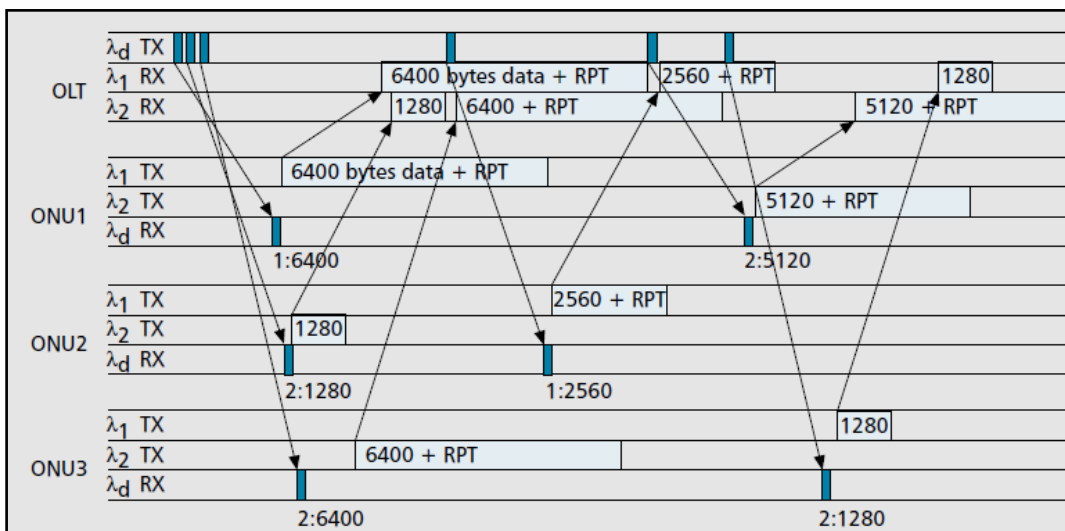 λd TX
OLT
λ1 RX
6400 bytes data + RPT
2560 + RPT
1280
λ2 RX
1280
6400 + RPT
5120 + RPT
ONU1
λ1 TX
6400 bytes data + RPT
λ2 TX
5120 + RPT
λd RX
1:6400
2:5120
ONU2
λ1 TX
2560 + RPT
λ2 TX
1280
λd RX
2:1280
1:2560
ONU3
λ1 TX
1280
λ2 TX
6400 + RPT
λd RX
2:6400
2:1280